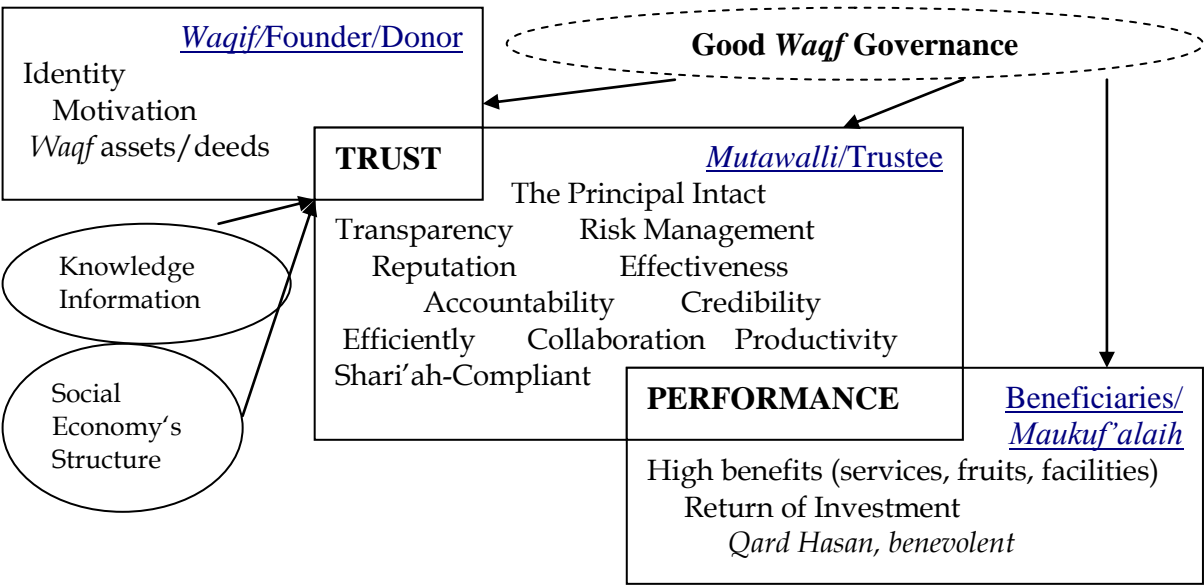 Waqif/Founder/Donor
Identity
Motivation
Waqf assets/deeds
Good Waqf Governance
TRUST
Mutawalli/Trustee
The Principal Intact
Transparency Risk Management
Reputation Effectiveness
Accountability Credibility
Efficiently Collaboration Productivity
Shari’ah-Compliant
Knowledge
Information
Social
Economy‘s
Structure
PERFORMANCE
Beneficiaries/
Maukuf’alaih
High benefits (services, fruits, facilities)
Return of Investment
Qard Hasan, benevolent